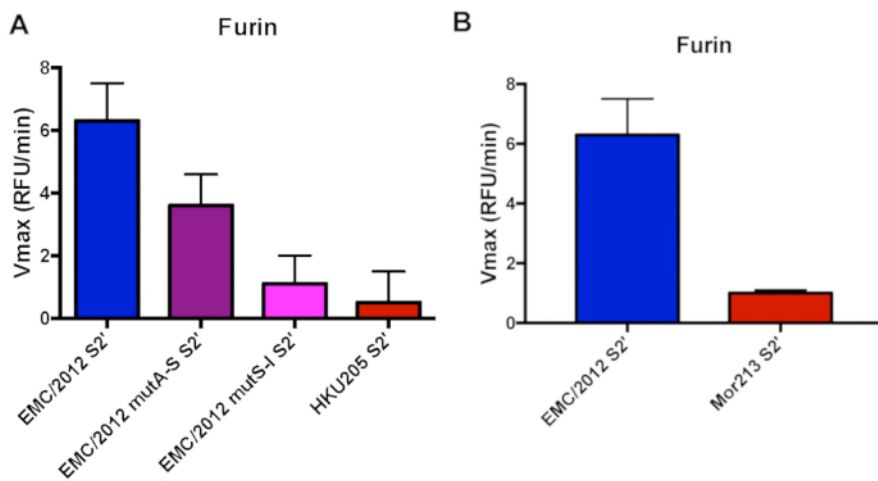 A
Furin
Vmax (RFU/min)
8
6
4
2
0
EMC/2012 S2'
EMC/2012 mutA-S S2'
EMC/2012 mutS-I S2'
HKU205 S2'
B
Furin
Vmax (RFU/min)
8
6
4
2
0
EMC/2012 S2'
Mor213 S2'